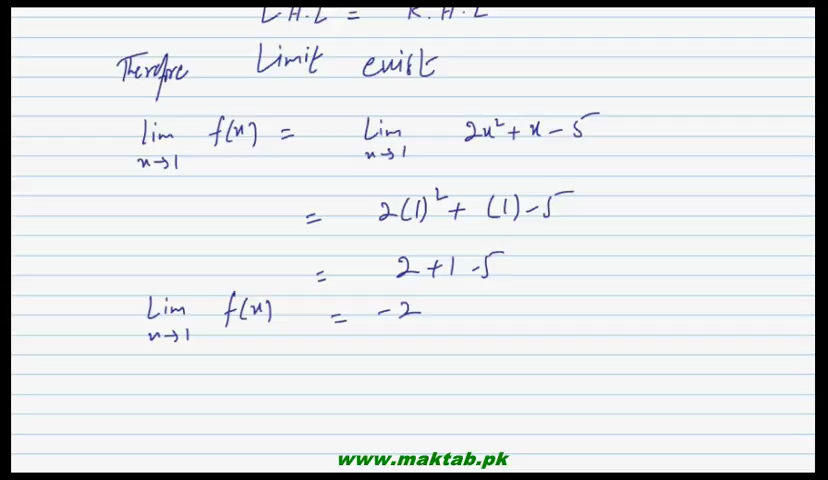 L.H.L = R.H.L
Therefore Limit exist
lim f(x) = Lim 2x² + x - 5
x→1 x→1
= 2(1)² + (1) - 5
= 2 + 1 - 5
Lim f(x) = - 2
x→1
www.maktab.pk